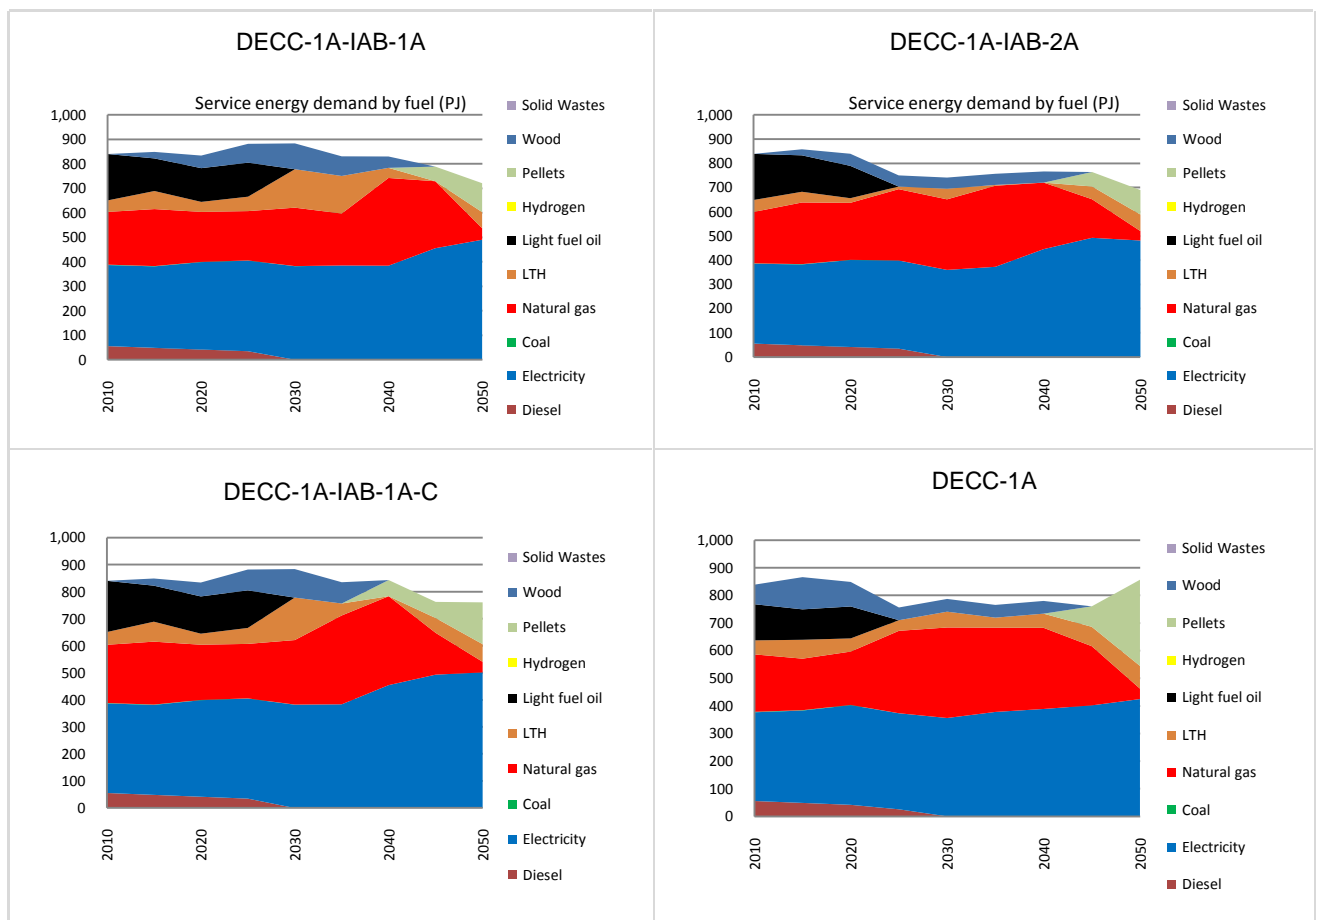 DECC-1A-IAB-1A
Service energy demand by fuel (PJ)
1,000
900
800
700
600
500
400
300
200
100
0
2010
2020
2030
2040
2050
Solid Wastes
Wood
Pellets
Hydrogen
Light fuel oil
LTH
Natural gas
Coal
Electricity
Diesel
DECC-1A-IAB-2A
Service energy demand by fuel (PJ)
1,000
900
800
700
600
500
400
300
200
100
0
2010
2020
2030
2040
2050
Solid Wastes
Wood
Pellets
Hydrogen
Light fuel oil
LTH
Natural gas
Coal
Electricity
Diesel
DECC-1A-IAB-1A-C
1,000
900
800
700
600
500
400
300
200
100
0
2010
2020
2030
2040
2050
Solid Wastes
Wood
Pellets
Hydrogen
Light fuel oil
LTH
Natural gas
Coal
Electricity
Diesel
DECC-1A
1,000
900
800
700
600
500
400
300
200
100
0
2010
2020
2030
2040
2050
Solid Wastes
Wood
Pellets
Hydrogen
Light fuel oil
LTH
Natural gas
Coal
Electricity
Diesel